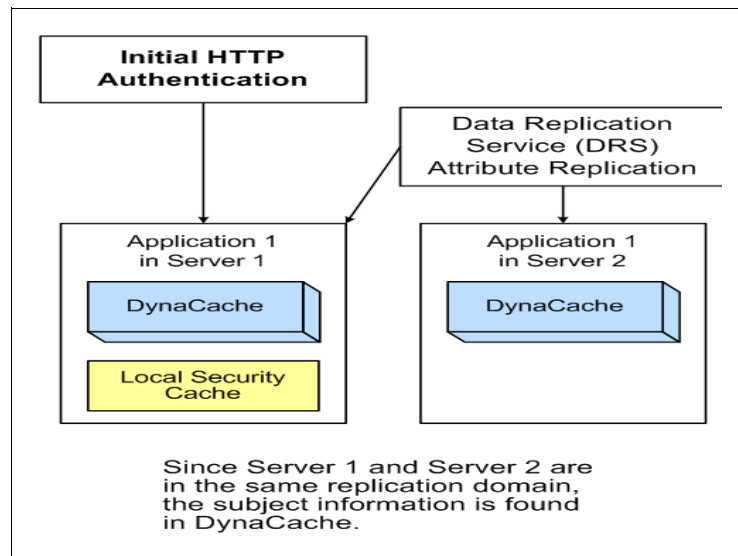 Initial HTTP
Authentication
Data Replication
Service (DRS)
Attribute Replication
Application 1
in Server 1
DynaCache
Local Security
Cache
Application 1
in Server 2
DynaCache
Since Server 1 and Server 2 are
in the same replication domain,
the subject information is found
in DynaCache.